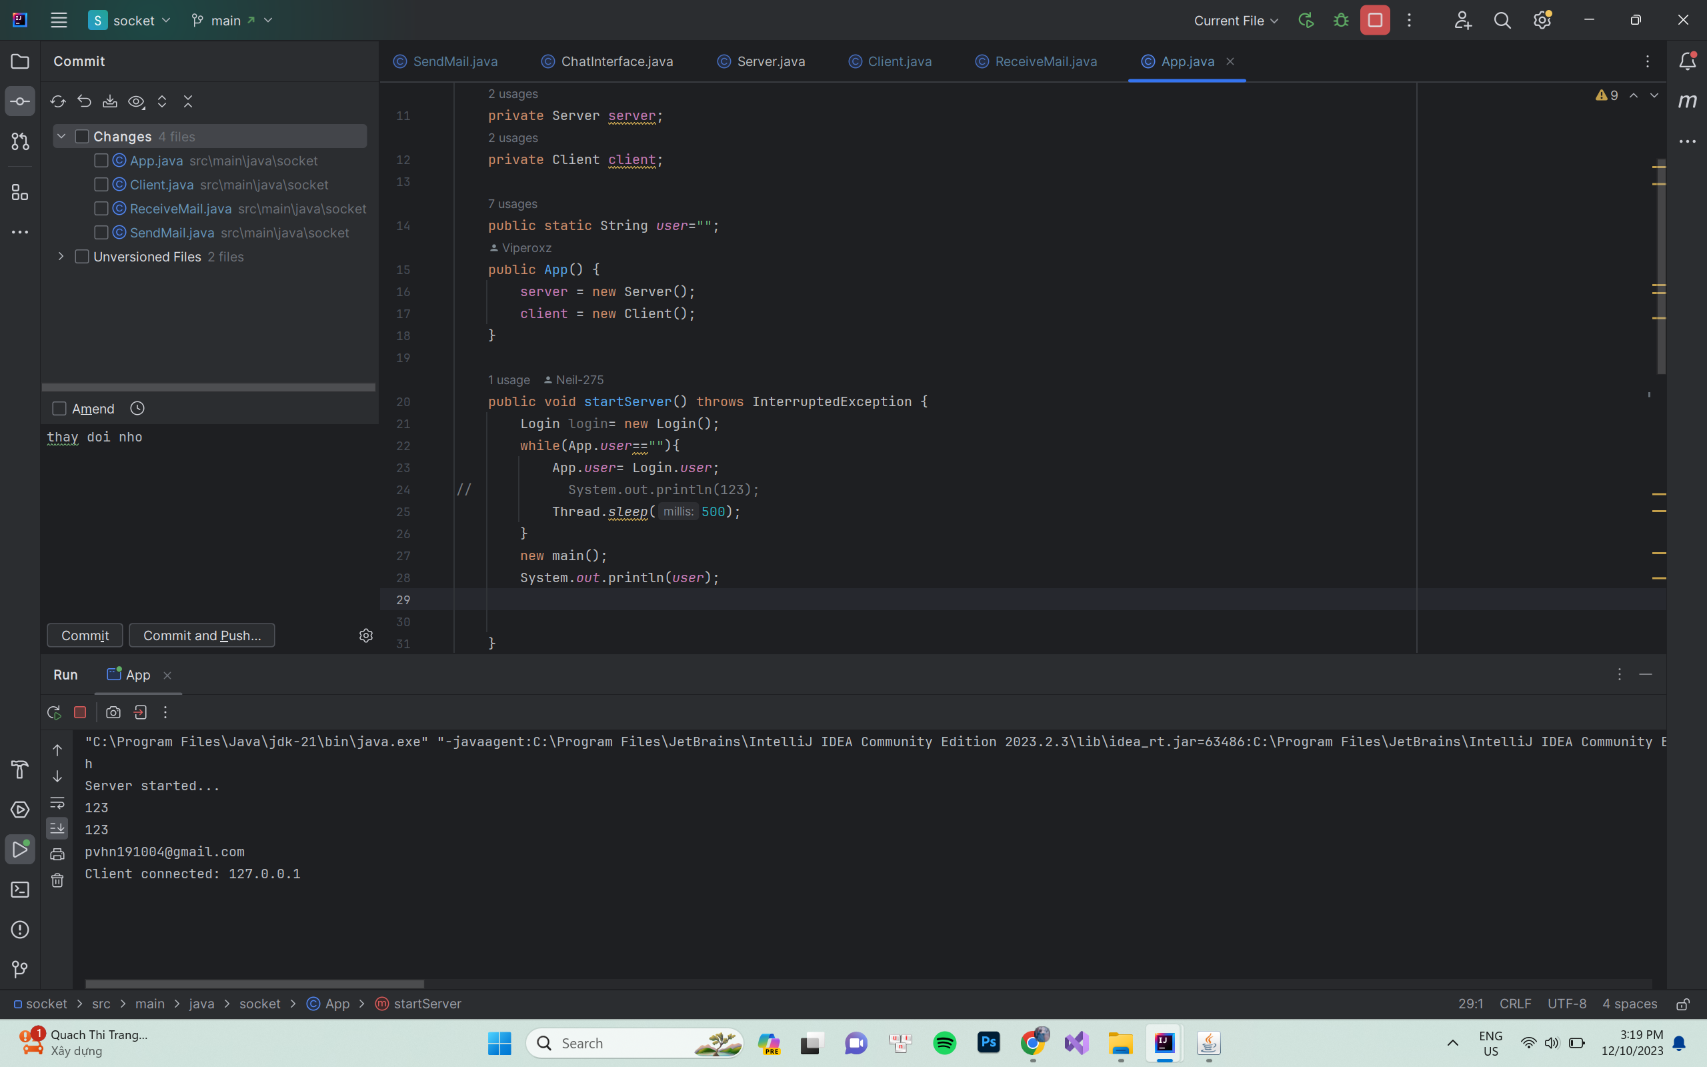 S socket main Current File
Commit
SendMail.java ChatInterface.java Server.java Client.java ReceiveMail.java App.java
Changes 4 files
App.java src\main\java\socket
Client.java src\main\java\socket
ReceiveMail.java src\main\java\socket
SendMail.java src\main\java\socket
Unversioned Files 2 files
Amend
thay doi nho
Commit Commit and Push...
9
2 usages
11 private Server server;
2 usages
12 private Client client;
13
7 usages
14 public static String user="";
Viperoxz
15 public App() {
16 server = new Server();
17 client = new Client();
18 }
19
1 usage Neil-275
20 public void startServer() throws InterruptedException {
21 Login login= new Login();
22 while(App.user==""){
23 App.user= Login.user;
24 // System.out.println(123);
25 Thread.sleep( millis: 500);
26 }
27 new main();
28 System.out.println(user);
29
30
31 }
Run App
"C:\Program Files\Java\jdk-21\bin\java.exe" "-javaagent:C:\Program Files\JetBrains\IntelliJ IDEA Community Edition 2023.2.3\lib\idea_rt.jar=63486:C:\Program Files\JetBrains\IntelliJ IDEA Community E
h
Server started...
123
123
pvhn191004@gmail.com
Client connected: 127.0.0.1
socket > src > main > java > socket > App > startServer 29:1 CRLF UTF-8 4 spaces
1 Quach Thi Trang...
Xây dựng
Search
PRE
Ps
ENG
US
3:19 PM
12/10/2023